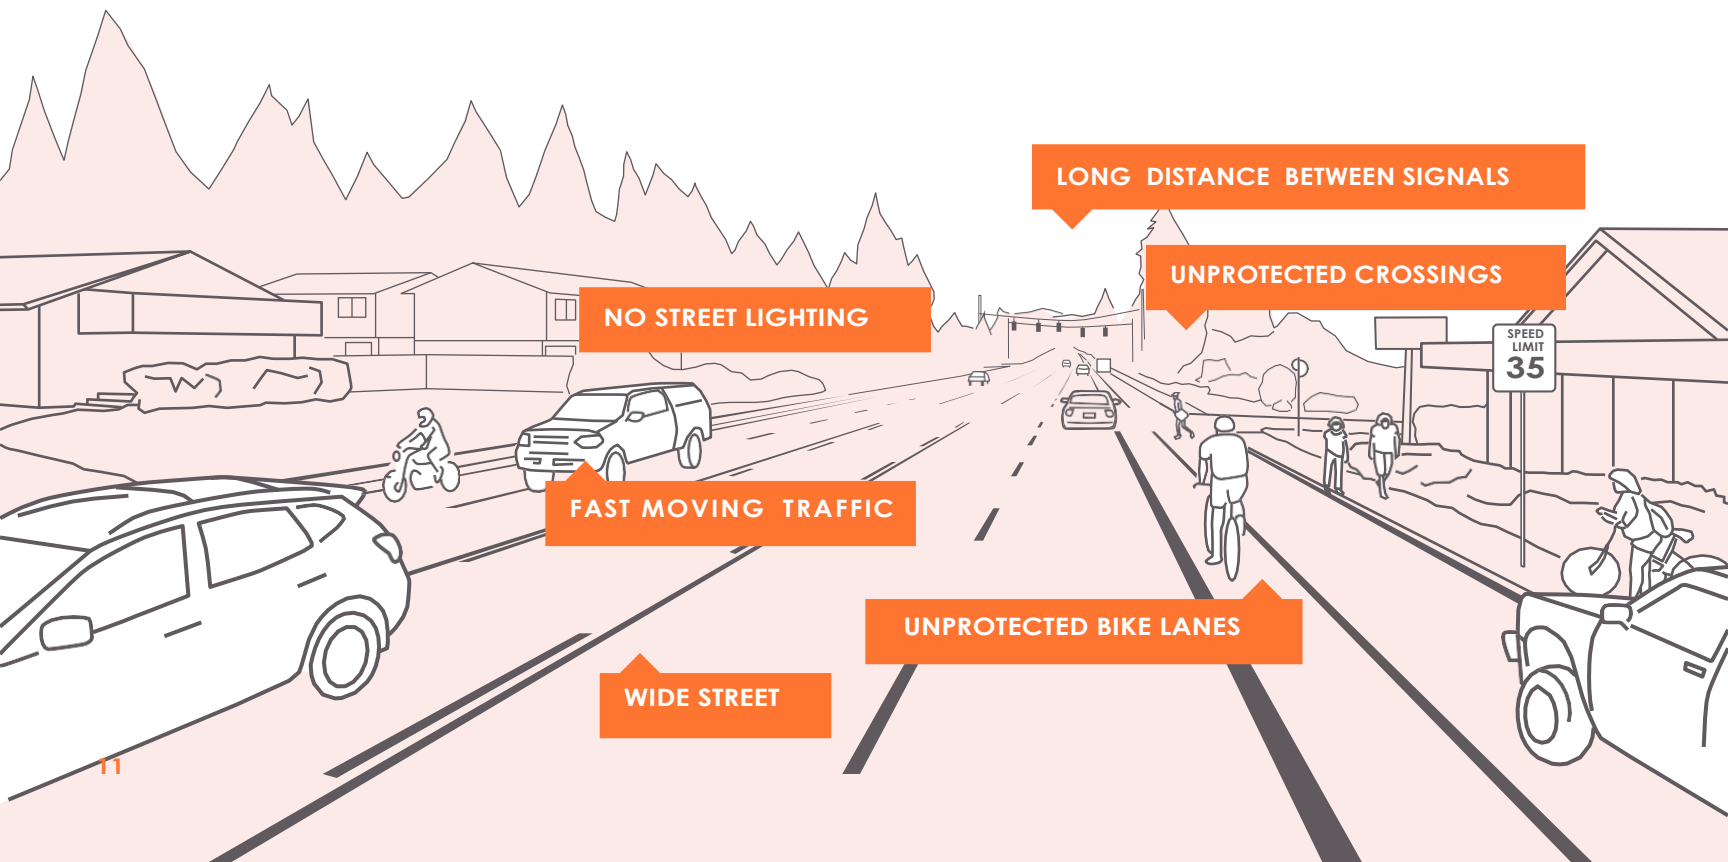 LONG DISTANCE BETWEEN SIGNALS
UNPROTECTED CROSSINGS
NO STREET LIGHTING
SPEED
LIMIT
35
FAST MOVING TRAFFIC
UNPROTECTED BIKE LANES
WIDE STREET
11